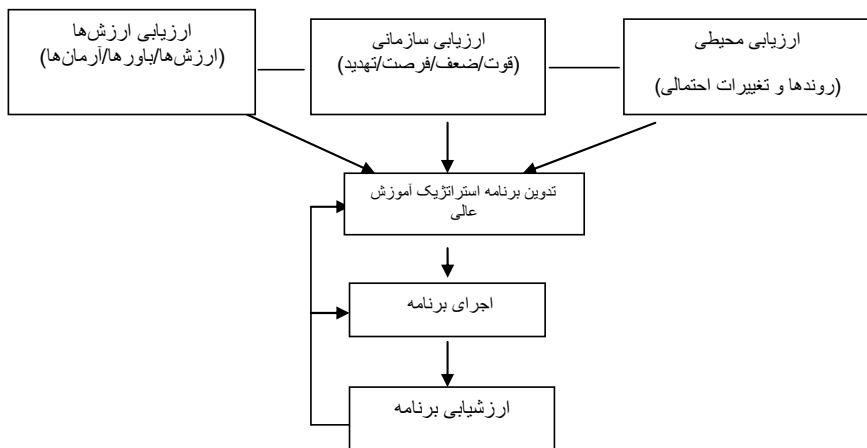 ارزیابی محیطی
(روندها و تغییرات احتمالی)
ارزیابی سازمانی
(قوت/ضعف/فرصت/تهدید)
ارزیابی ارزش‌ها
(ارزش‌ها/باورها/آرمان‌ها)
تدوین برنامه استراتژیک آموزش
عالی
اجرای برنامه
ارزشیابی برنامه